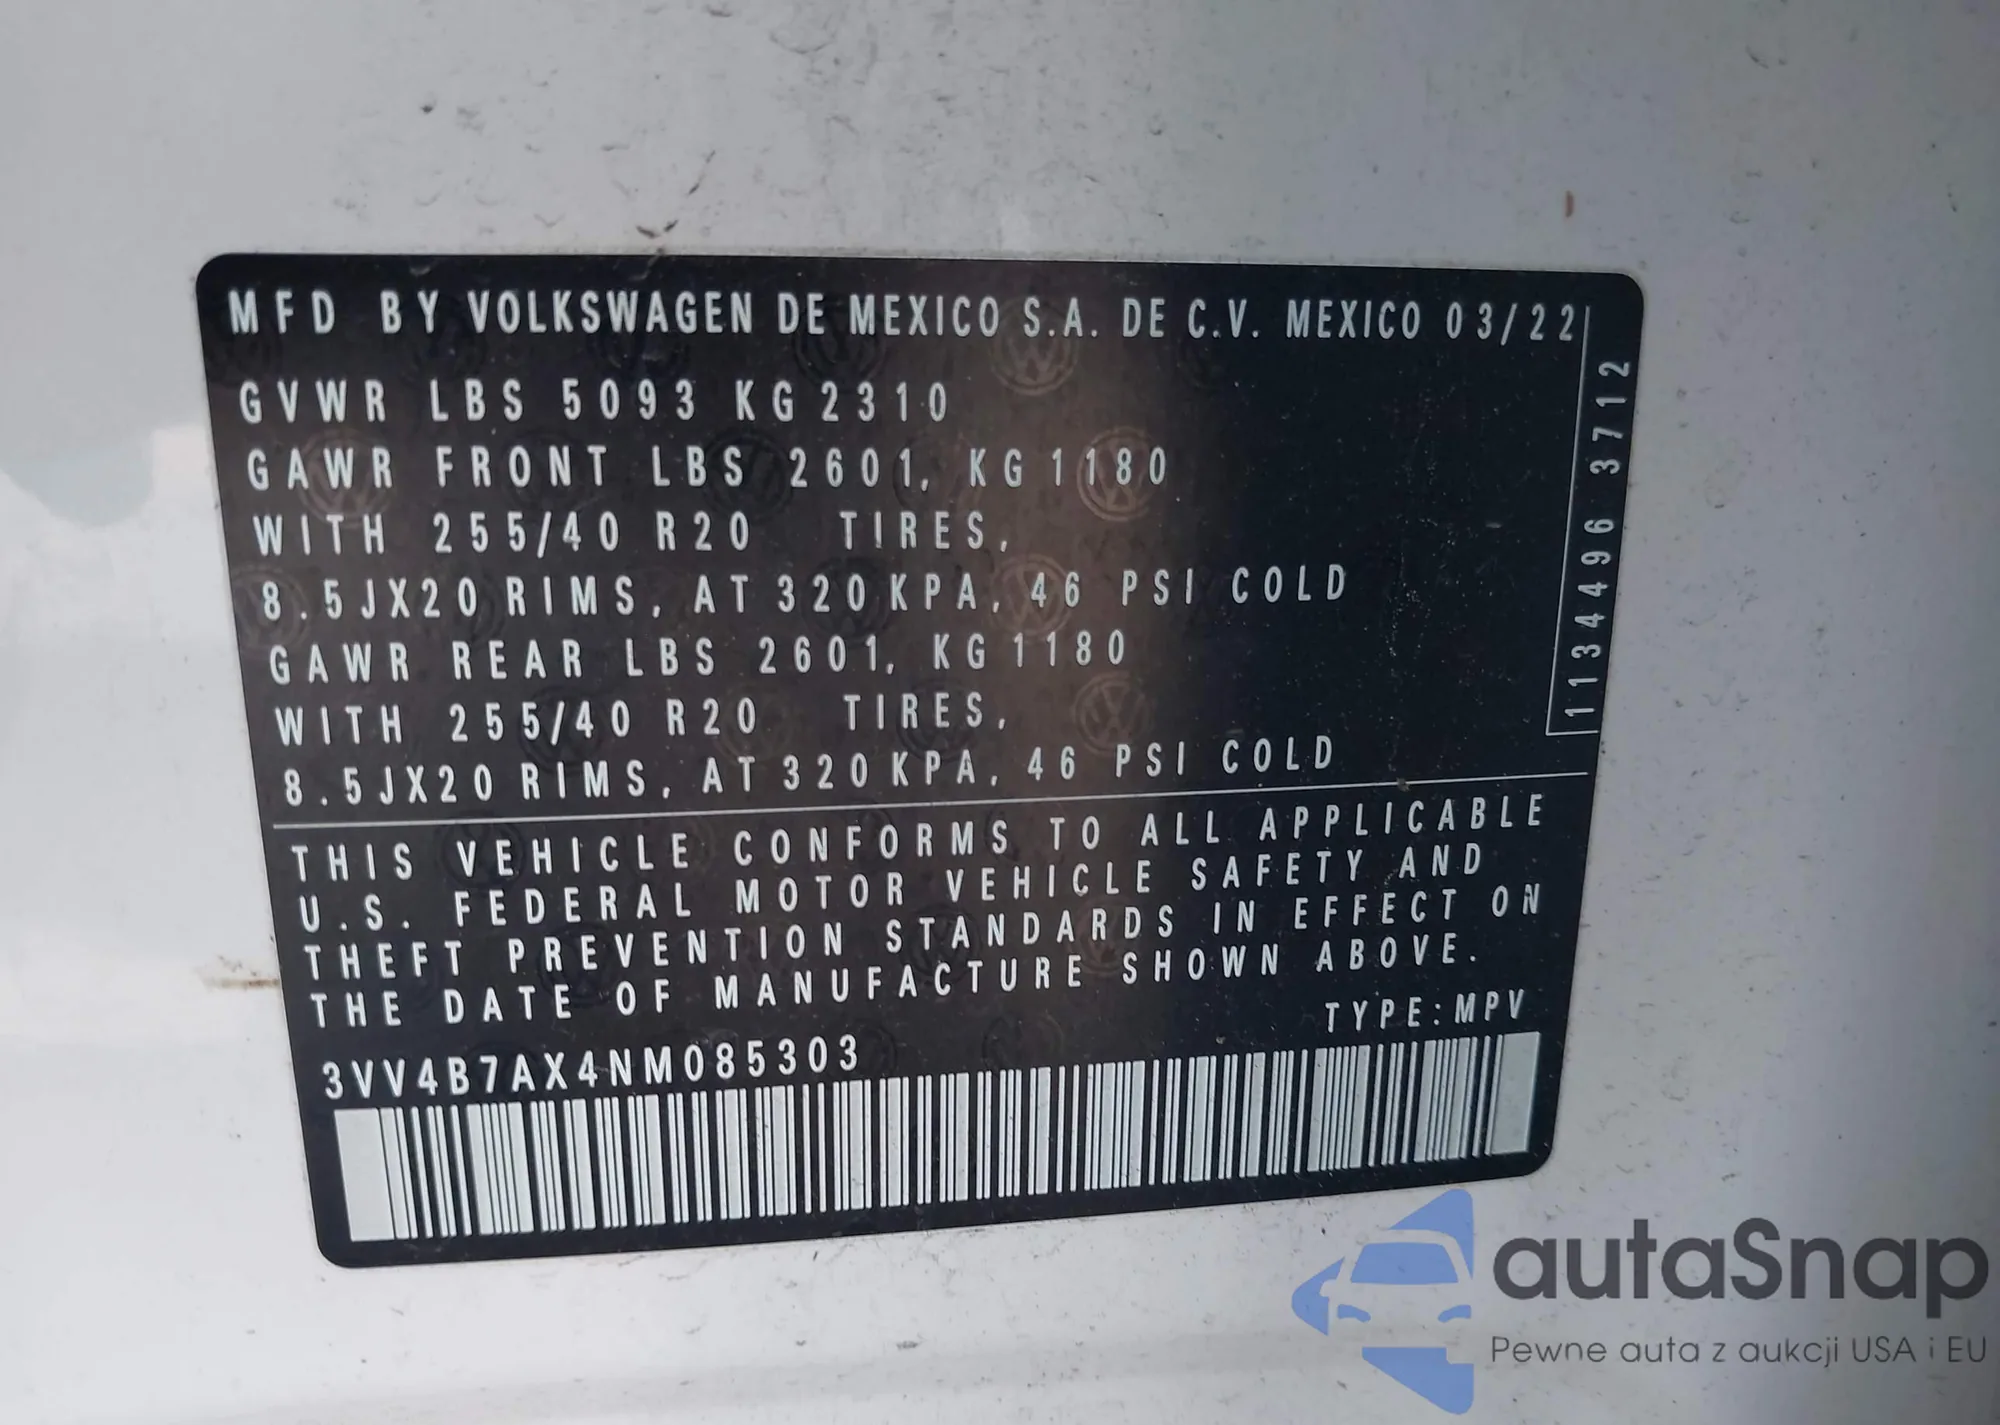 MFD BY VOLKSWAGEN DE MEXICO S.A. DE C.V. MEXICO 03/22
GVWR LBS 5093 KG 2310
GAWR FRONT LBS 2601, KG 1180
WITH 255/40 R20 TIRES,
8.5JX20 RIMS, AT 320 KPA, 46 PSI COLD
GAWR REAR LBS 2601, KG 1180
WITH 255/40 R20 TIRES,
8.5JX20 RIMS, AT 320 KPA, 46 PSI COLD
1134496 3712
THIS VEHICLE CONFORMS TO ALL APPLICABLE
U.S. FEDERAL MOTOR VEHICLE SAFETY AND
THEFT PREVENTION STANDARDS IN EFFECT ON
THE DATE OF MANUFACTURE SHOWN ABOVE.
TYPE:MPV
3VV4B7AX4NM085303
autaSnap
Pewne auta z aukcji USA i EU